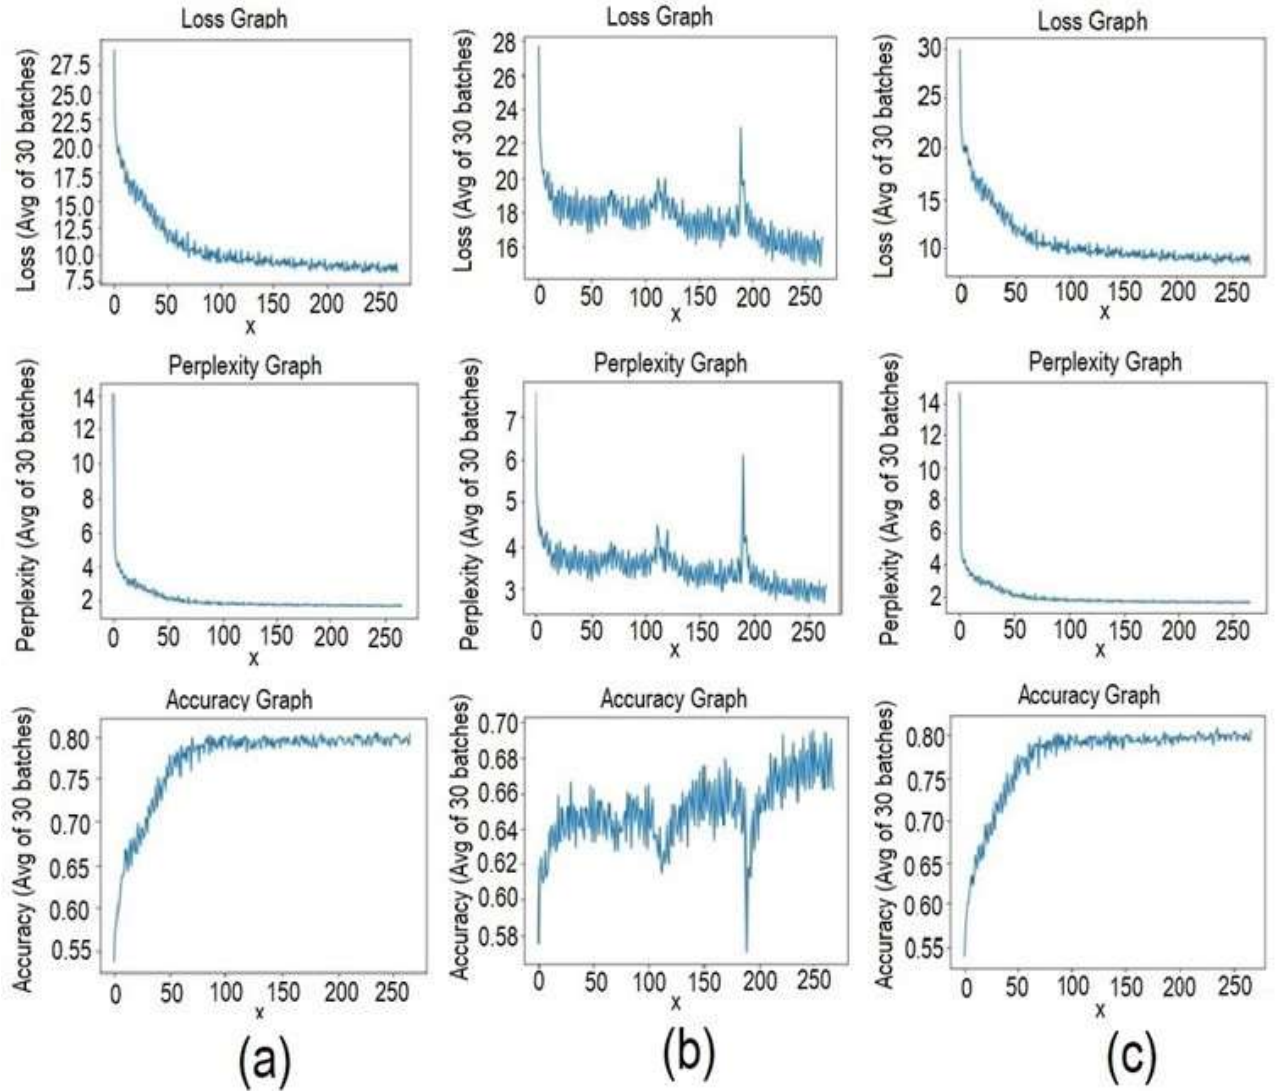 Loss Graph
Loss (Avg of 30 batches)
27.5
25.0
22.5
20.0
17.5
15.0
12.5
10.0
7.5
0 50 100 150 200 250
x
Loss Graph
Loss (Avg of 30 batches)
28
26
24
22
20
18
16
0 50 100 150 200 250
x
Loss Graph
Loss (Avg of 30 batches)
30
25
20
15
10
0 50 100 150 200 250
x
Perplexity Graph
Perplexity (Avg of 30 batches)
14
12
10
8
6
4
2
0 50 100 150 200 250
x
Perplexity Graph
Perplexity (Avg of 30 batches)
7
6
5
4
3
0 50 100 150 200 250
x
Perplexity Graph
Perplexity (Avg of 30 batches)
14
12
10
8
6
4
2
0 50 100 150 200 250
x
Accuracy Graph
Accuracy (Avg of 30 batches)
0.80
0.75
0.70
0.65
0.60
0.55
0 50 100 150 200 250
x
Accuracy Graph
Accuracy (Avg of 30 batches)
0.70
0.68
0.66
0.64
0.62
0.60
0.58
0 50 100 150 200 250
x
Accuracy Graph
Accuracy (Avg of 30 batches)
0.80
0.75
0.70
0.65
0.60
0.55
0 50 100 150 200 250
x
(a)
(b)
(c)